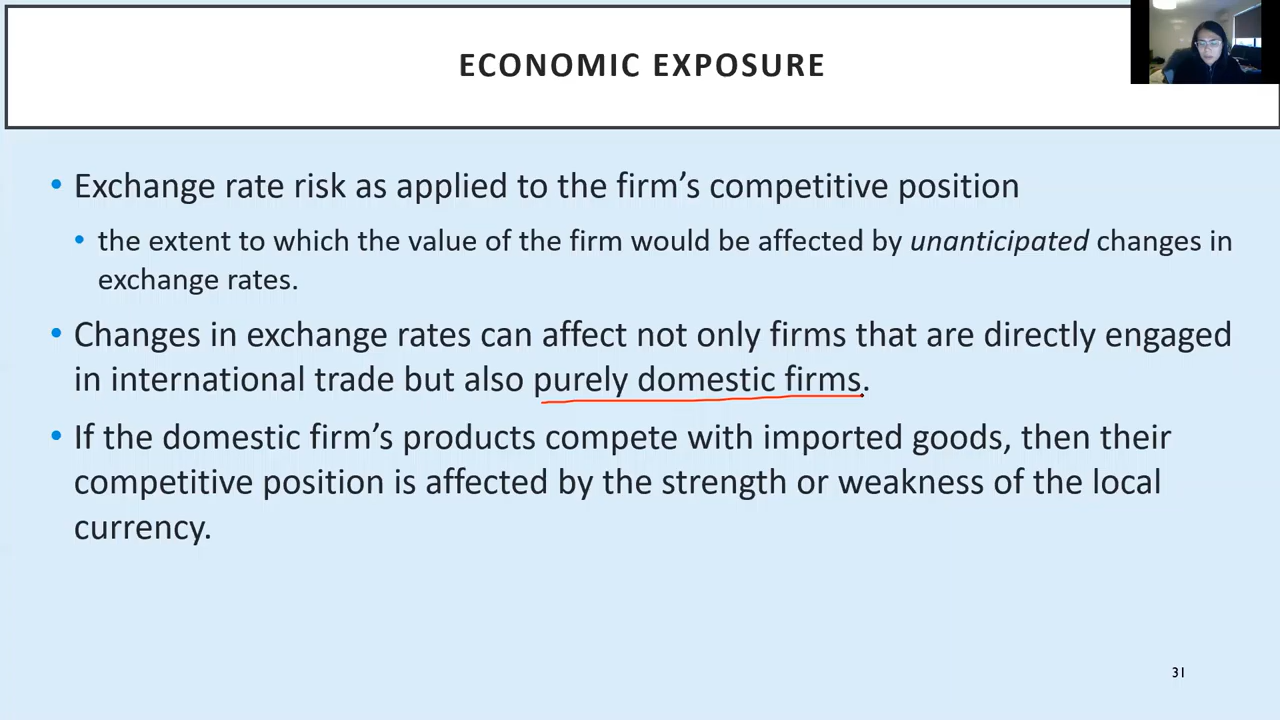 ECONOMIC EXPOSURE
• Exchange rate risk as applied to the firm’s competitive position
• the extent to which the value of the firm would be affected by unanticipated changes in
exchange rates.
• Changes in exchange rates can affect not only firms that are directly engaged
in international trade but also purely domestic firms.
• If the domestic firm’s products compete with imported goods, then their
competitive position is affected by the strength or weakness of the local
currency.
31